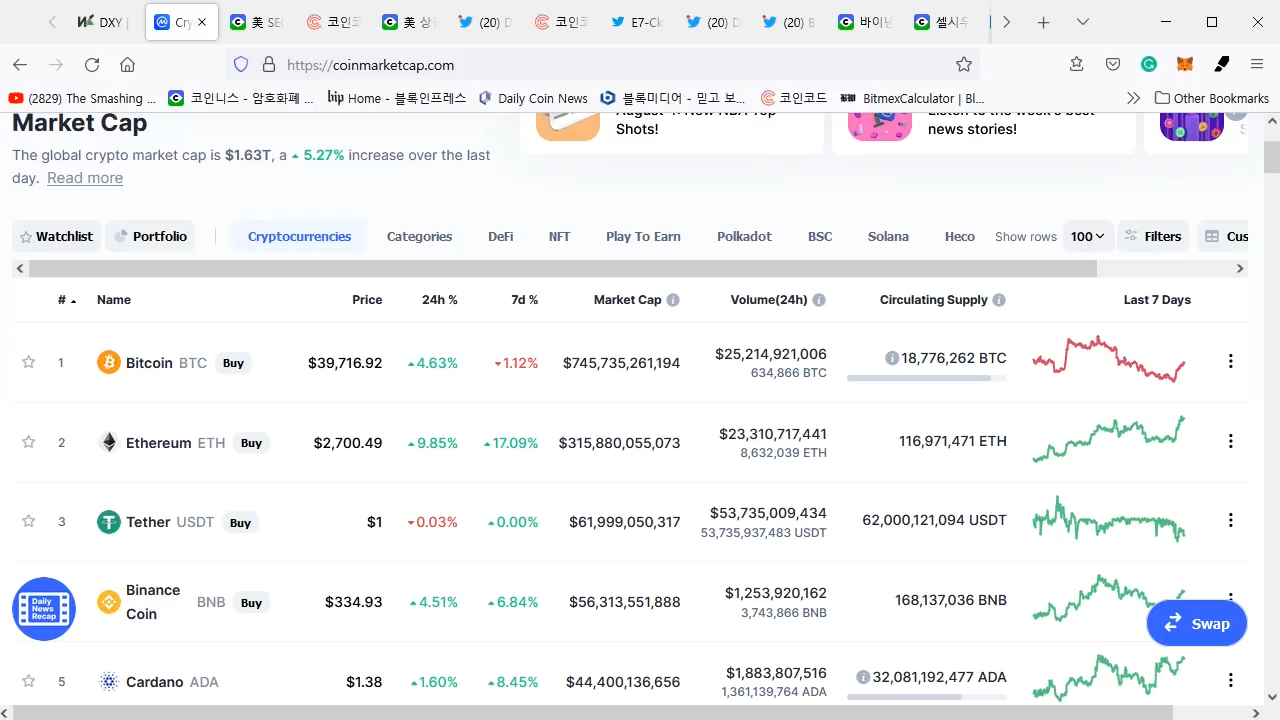 DXY
Cry
美 SE
코인
美 상
(20) D
코인
E7-Ck
(20) D
(20) B
바이낸
셀시우
https://coinmarketcap.com
(2829) The Smashing ...
코인니스 - 암호화폐 ...
bip Home - 블록인프레스
Daily Coin News
블록미디어 - 믿고 보...
코인코드
BitmexCalculator | Bl...
Other Bookmarks
Market Cap
Shots!
news stories!
The global crypto market cap is $1.63T, a 5.27% increase over the last
day. Read more
Watchlist
Portfolio
Cryptocurrencies
Categories
DeFi
NFT
Play To Earn
Polkadot
BSC
Solana
Heco
Show rows
100
Filters
Cus
# Name Price 24h % 7d % Market Cap Volume(24h) Circulating Supply Last 7 Days
1 Bitcoin BTC Buy $39,716.92 4.63% 1.12% $745,735,261,194 $25,214,921,006 18,776,262 BTC
634,866 BTC
2 Ethereum ETH Buy $2,700.49 9.85% 17.09% $315,880,055,073 $23,310,717,441 116,971,471 ETH
8,632,039 ETH
3 Tether USDT Buy $1 0.03% 0.00% $61,999,050,317 $53,735,009,434 62,000,121,094 USDT
53,735,937,483 USDT
Daily
News
Recap
Binance
Coin
BNB Buy $334.93 4.51% 6.84% $56,313,551,888 $1,253,920,162 168,137,036 BNB
3,743,866 BNB
Swap
5 Cardano ADA $1.38 1.60% 8.45% $44,400,136,656 $1,883,807,516 32,081,192,477 ADA
1,361,139,764 ADA